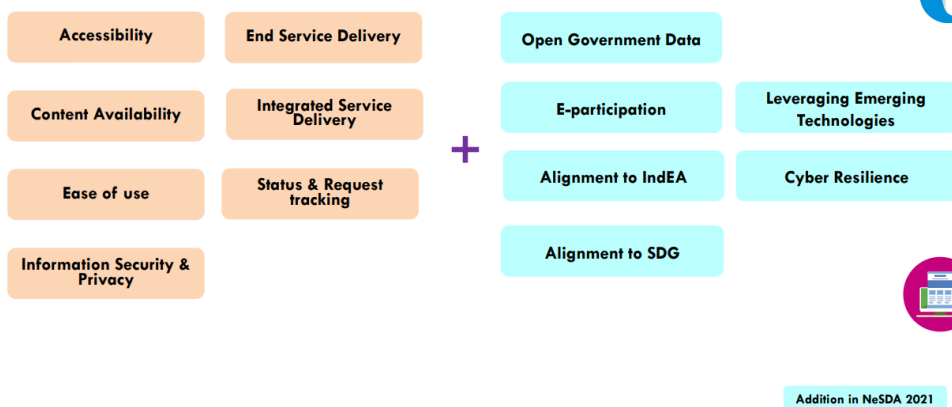 Accessibility
End Service Delivery
Open Government Data
Content Availability
Integrated Service
Delivery
E-participation
Leveraging Emerging
Technologies
+
Ease of use
Status & Request
tracking
Alignment to IndEA
Cyber Resilience
Information Security &
Privacy
Alignment to SDG
Addition in NeSDA 2021